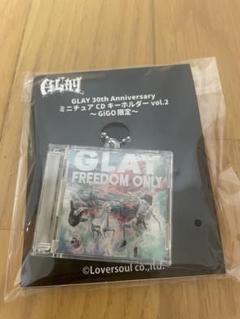 GLAY
GLAY 30th Anniversary
ミニチュア CD キーホルダー vol.2
～ GiGO 限定～
GLAY
FREEDOM ONLY
©Loversoul co.,ltd.